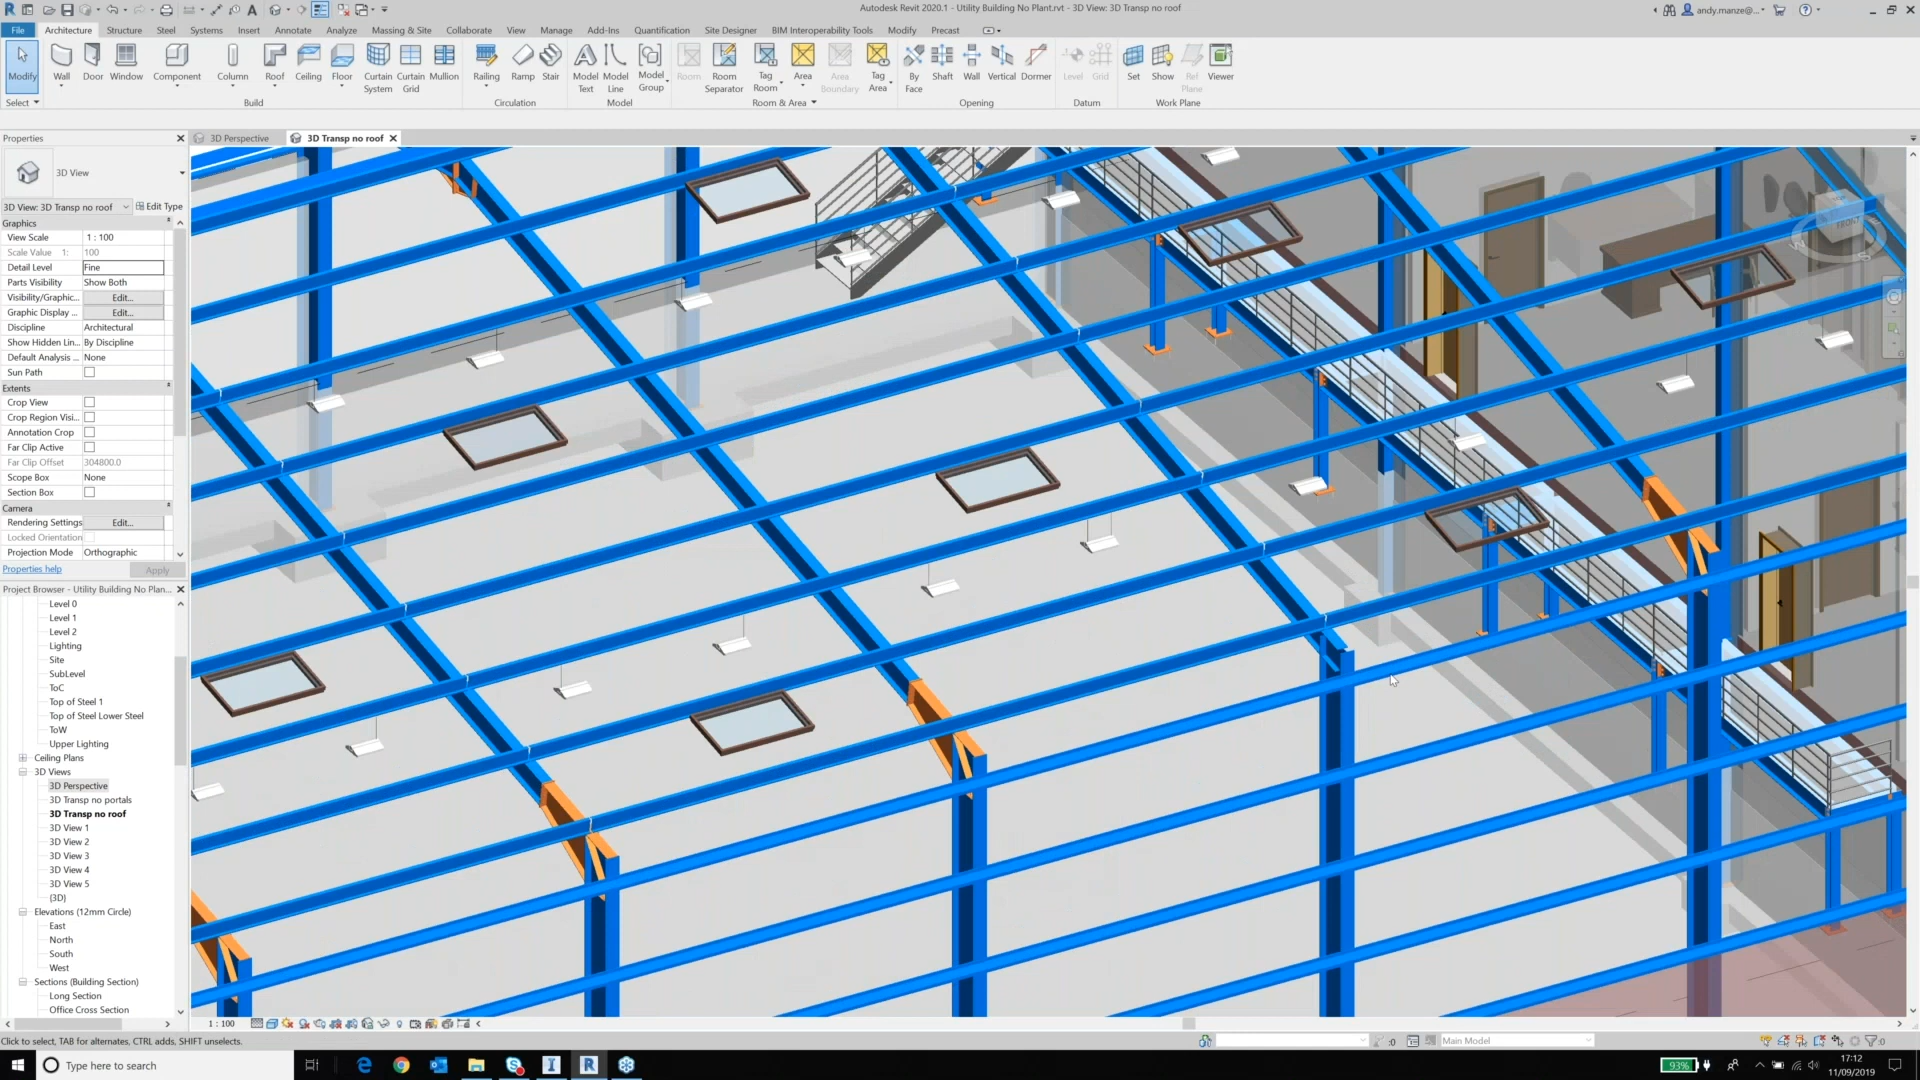 Autodesk Revit 2020.1 - Utility Building No Plant.rvt - 3D View: 3D Transp no roof
andy.manze@...
File Architecture Structure Steel Systems Insert Annotate Analyze Massing & Site Collaborate View Manage Add-Ins Quantification Site Designer BIM Interoperability Tools Modify Precast
Modify Wall Door Window Component Column Roof Ceiling Floor Curtain System Curtain Grid Mullion Railing Ramp Stair Model Text Model Line Model Group Room Room Separator Tag Room Area Area Boundary Tag Area By Face Shaft Wall Vertical Dormer Level Grid Set Show Ref Plane Viewer
Select Build Circulation Model Room & Area Opening Datum Work Plane
Properties
3D Perspective
3D Transp no roof
3D View
3D View: 3D Transp no roof Edit Type
Graphics
View Scale 1 : 100
Scale Value 1: 100
Detail Level Fine
Parts Visibility Show Both
Visibility/Graphic... Edit...
Graphic Display ... Edit...
Discipline Architectural
Show Hidden Lin... By Discipline
Default Analysis ... None
Sun Path
Extents
Crop View
Crop Region Visi...
Annotation Crop
Far Clip Active
Far Clip Offset 304800.0
Scope Box None
Section Box
Camera
Rendering Settings Edit...
Locked Orientation
Projection Mode Orthographic
Properties help Apply
Project Browser - Utility Building No Plan...
Level 0
Level 1
Level 2
Lighting
Site
SubLevel
ToC
Top of Steel 1
Top of Steel Lower Steel
ToW
Upper Lighting
Ceiling Plans
3D Views
3D Perspective
3D Transp no portals
3D Transp no roof
3D View 1
3D View 2
3D View 3
3D View 4
3D View 5
{3D}
Elevations (12mm Circle)
East
North
South
West
Sections (Building Section)
Long Section
Office Cross Section
FRONT
1 : 100
Click to select, TAB for alternates, CTRL adds, SHIFT unselects.
:0
Main Model
:0
Type here to search
93%
17:12
11/09/2019